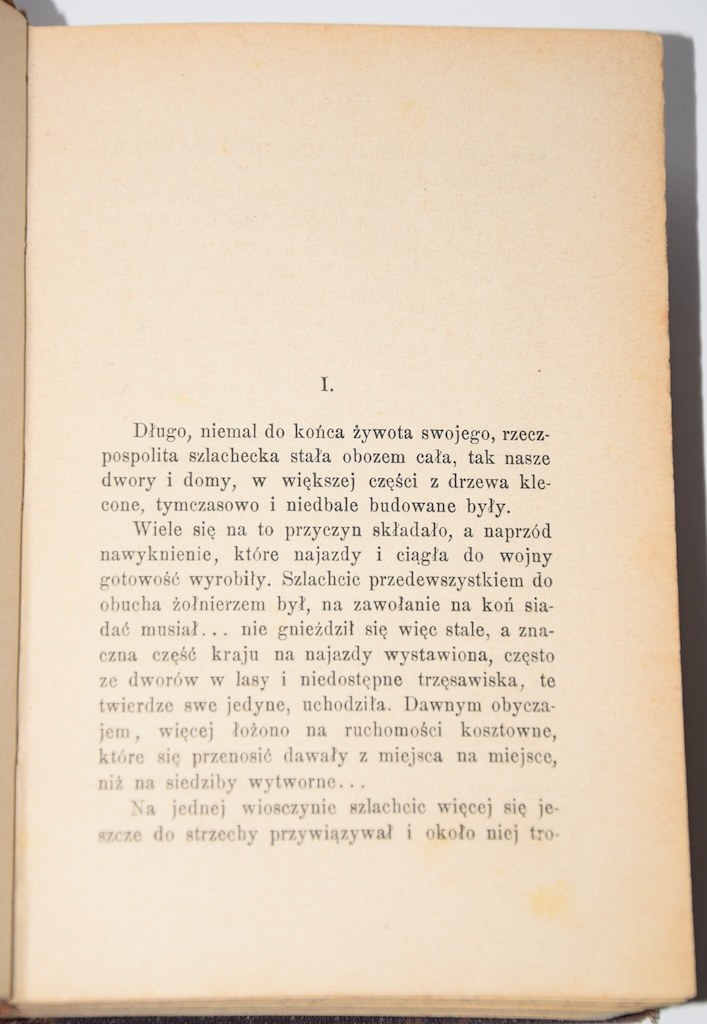 I.
Długo, niemal do końca żywota swojego, rzecz-
pospolita szlachecka stała obozem cała, tak nasze
dwory i domy, w większej części z drzewa kle-
cone, tymczasowo i niedbale budowane były.
Wiele się na to przyczyn składało, a naprzód
nawyknienie, które najazdy i ciągła do wojny
gotowość wyrobiły. Szlachcic przedewszystkiem do
obucha żołnierzem był, na zawołanie na koń sia-
dać musiał... nie gnieździł się więc stale, a zna-
czna część kraju na najazdy wystawiona, często
ze dworów w lasy i niedostępne trzęsawiska, te
twierdze swe jedyne, uchodziła. Dawnym obycza-
jem, więcej łożono na ruchomości kosztowne,
które się przenosić dawały z miejsca na miejsce,
niż na siedziby wytworne...
Na jednej wiosczynie szlachcic więcej się je-
szcze do strzechy przywiązywał i około niej tro-